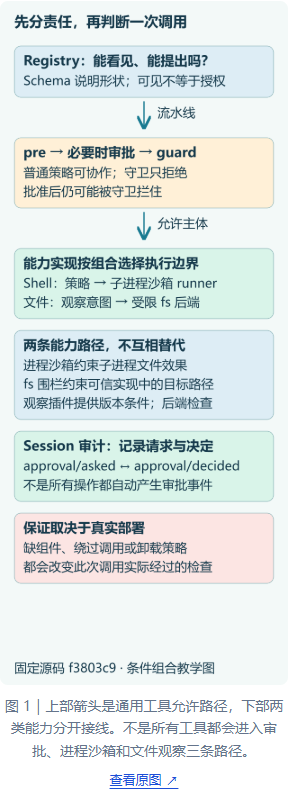 先分责任，再判断一次调用
Registry：能看见、能提出吗？
Schema 说明形状；可见不等于授权
流水线
pre → 必要时审批 → guard
普通策略可协作；守卫只拒绝
批准后仍可能被守卫拦住
允许主体
能力实现按组合选择执行边界
Shell：策略 → 子进程沙箱 runner
文件：观察意图 → 受限 fs 后端
两条能力路径，不互相替代
进程沙箱约束子进程文件效果
fs 围栏约束可信实现中的目标路径
观察插件提供版本条件；后端检查
Session 审计：记录请求与决定
approval/asked ↔ approval/decided
不是所有操作都自动产生审批事件
保证取决于真实部署
缺组件、绕过调用或卸载策略
都会改变此次调用实际经过的检查
固定源码 f3803c9 · 条件组合教学图
图 1｜上部箭头是通用工具允许路径，下部两
类能力分开接线。不是所有工具都会进入审
批、进程沙箱和文件观察三条路径。
查看原图 ↗